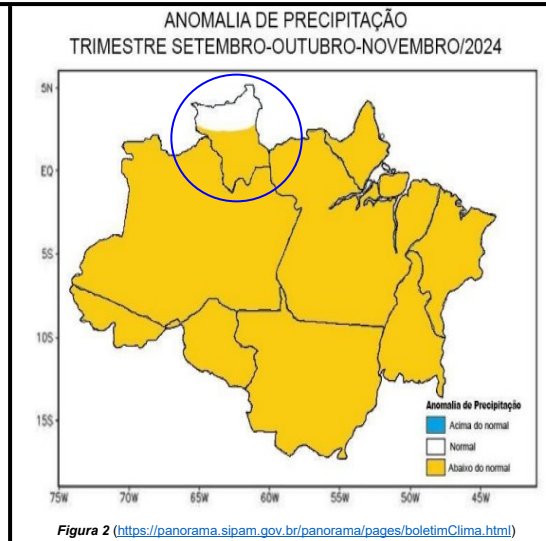 ANOMALIA DE PRECIPITAÇÃO
TRIMESTRE SETEMBRO-OUTUBRO-NOVEMBRO/2024
5N
EQ
5S
10S
15S
Anomalia de Precipitação
Acima do normal
Normal
Abaixo do normal
75W 70W 65W 60W 55W 50W 45W
Figura 2 (https://panorama.sipam.gov.br/panorama/pages/boletimClima.html)